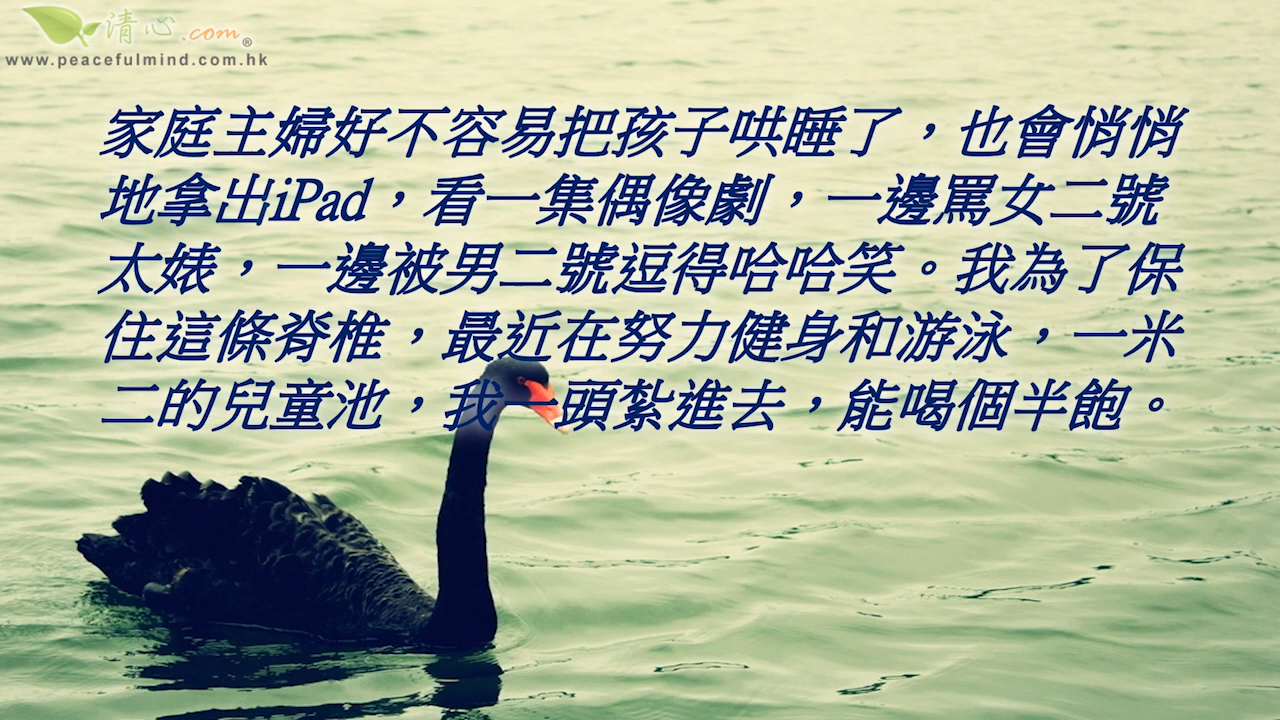 清心.com®
www.peacefulmind.com.hk
家庭主婦好不容易把孩子哄睡了，也會悄悄
地拿出iPad，看一集偶像劇，一邊罵女二號
太婊，一邊被男二號逗得哈哈笑。我為了保
住這條脊椎，最近在努力健身和游泳，一米
二的兒童池，我一頭紮進去，能喝個半飽。